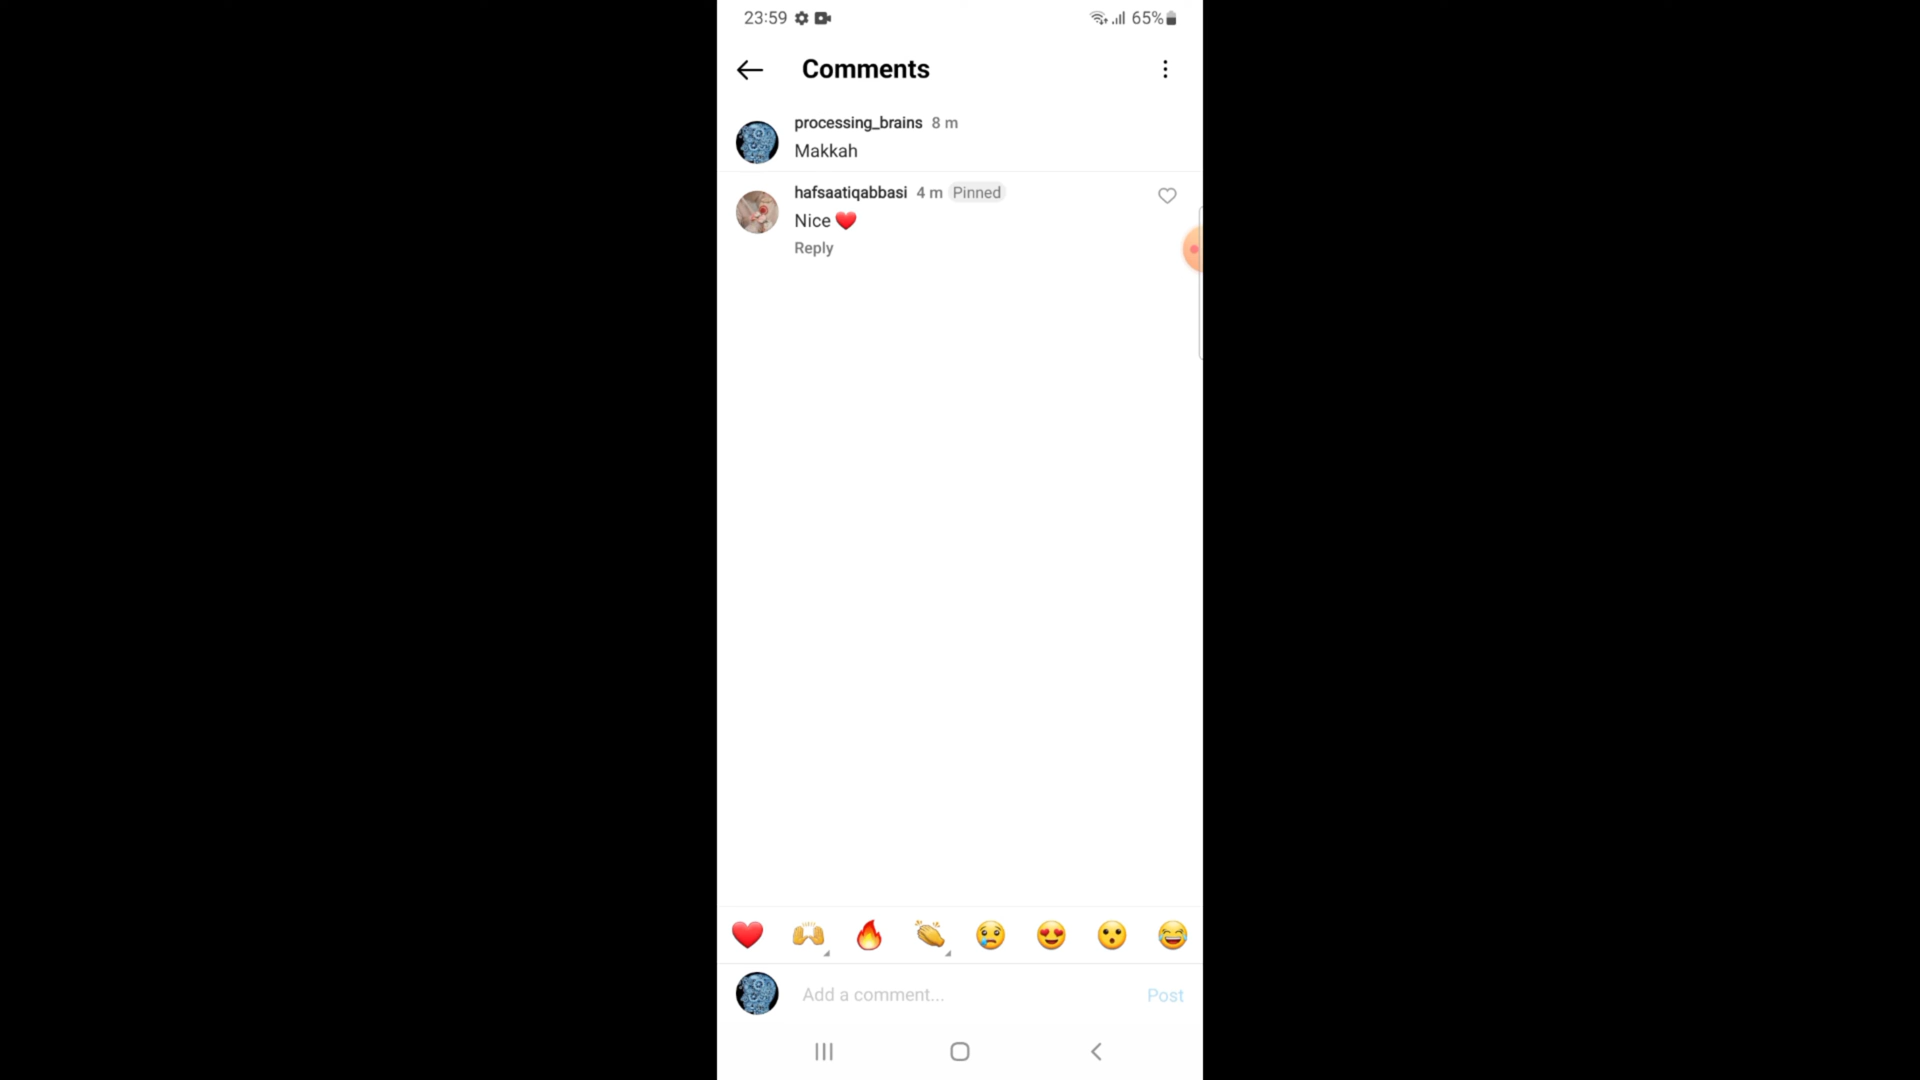 23:59 65%
Comments
processing_brains 8 m
Makkah
hafsaatiqabbasi 4 m Pinned
Nice ❤️
Reply
❤️ 🙌 🔥 👏 😢 😍 😮 😂
Add a comment... Post